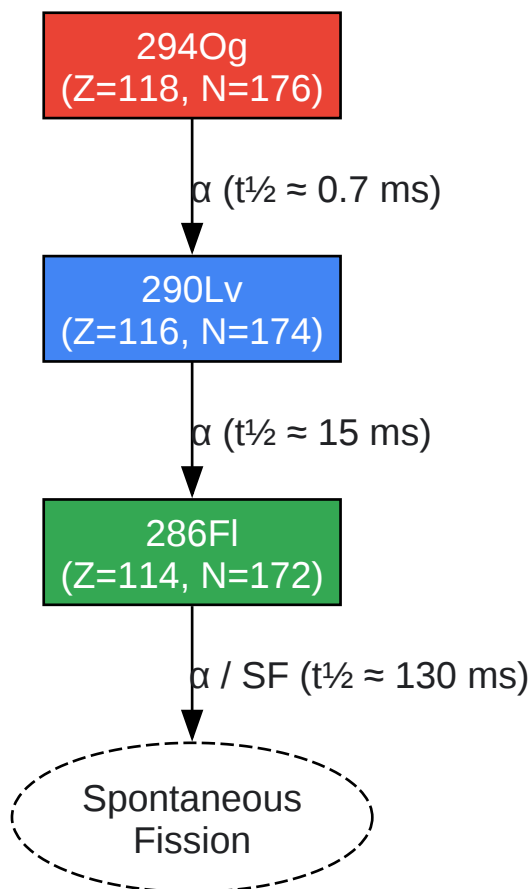 294Og
(Z=118, N=176)
α (t½ ≈ 0.7 ms)
290Lv
(Z=116, N=174)
α (t½ ≈ 15 ms)
286Fl
(Z=114, N=172)
α / SF (t½ ≈ 130 ms)
Spontaneous
Fission